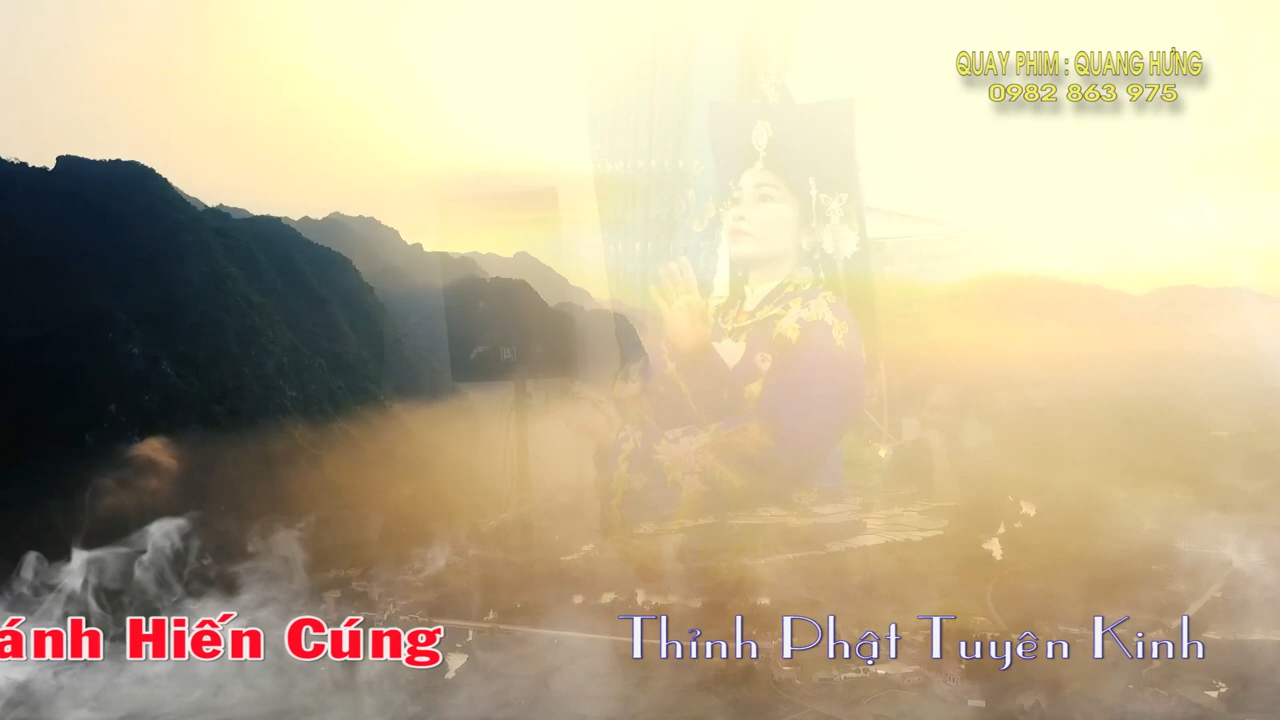 QUAY PHIM : QUANG HƯNG
0982 863 975
ánh Hiến Cúng
Thỉnh Phật Tuyên Kinh